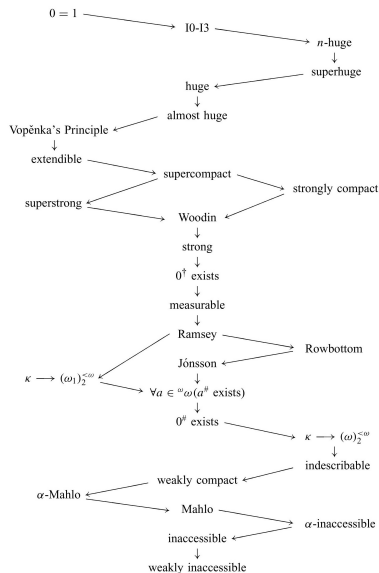 0 = 1
I0-I3
n-huge
superhuge
huge
almost huge
Vopěnka's Principle
extendible
supercompact
strongly compact
superstrong
Woodin
strong
0† exists
measurable
Ramsey
Rowbottom
Jónsson
κ ⟶ (ω₁)₂^{<ω}
∀a ∈ ^ωω(a^# exists)
0^# exists
κ ⟶ (ω)₂^{<ω}
indescribable
weakly compact
α-Mahlo
Mahlo
α-inaccessible
inaccessible
weakly inaccessible